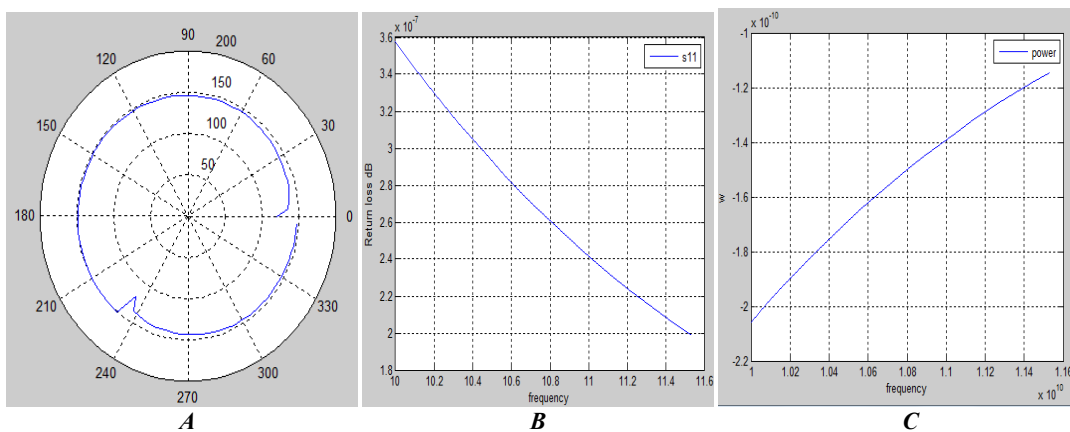 90
120
200
60
150
150
30
100
50
180
0
210
330
240
300
270
A
x 10^-7
3.6
3.4
3.2
3
2.8
2.6
2.4
2.2
2
1.8
Return loss dB
s11
10 10.2 10.4 10.6 10.8 11 11.2 11.4 11.6
frequency
B
x 10^-10
-1
-1.2
-1.4
-1.6
-1.8
-2
-2.2
w
power
1 1.02 1.04 1.06 1.08 1.1 1.12 1.14 1.16
x 10^10
frequency
C